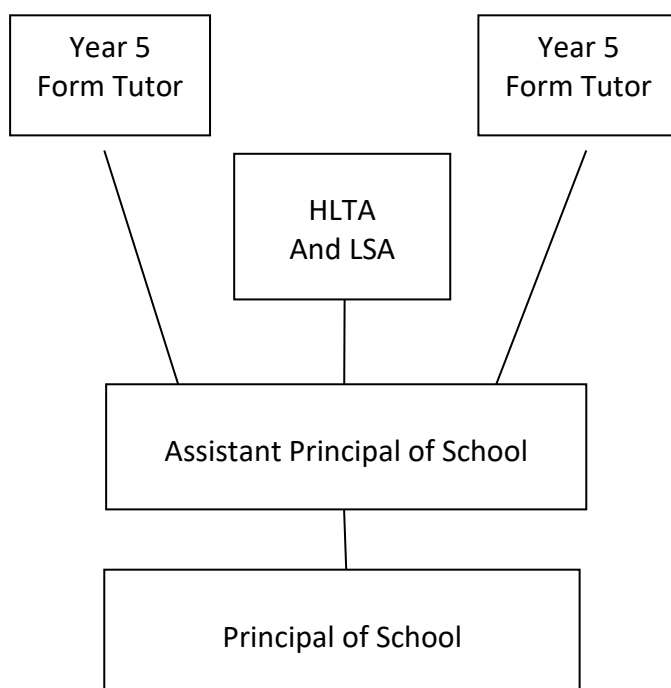 Year 5
Form Tutor
Year 5
Form Tutor
HLTA
And LSA
Assistant Principal of School
Principal of School